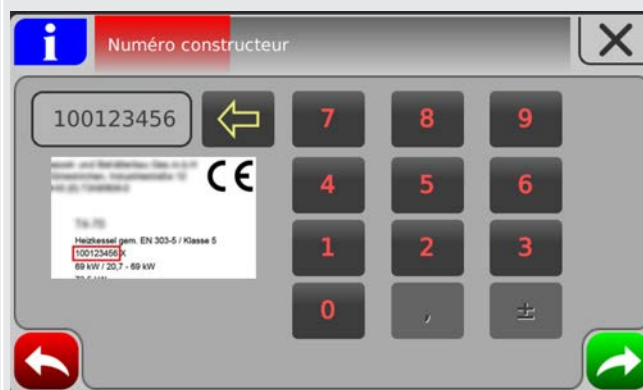 i Numéro constructeur
100123456
7 8 9
4 5 6
1 2 3
0 , ±
CE
Heizkessel gem. EN 303-5 / Klasse 5
100123456 X
69 kW / 20,7 - 69 kW